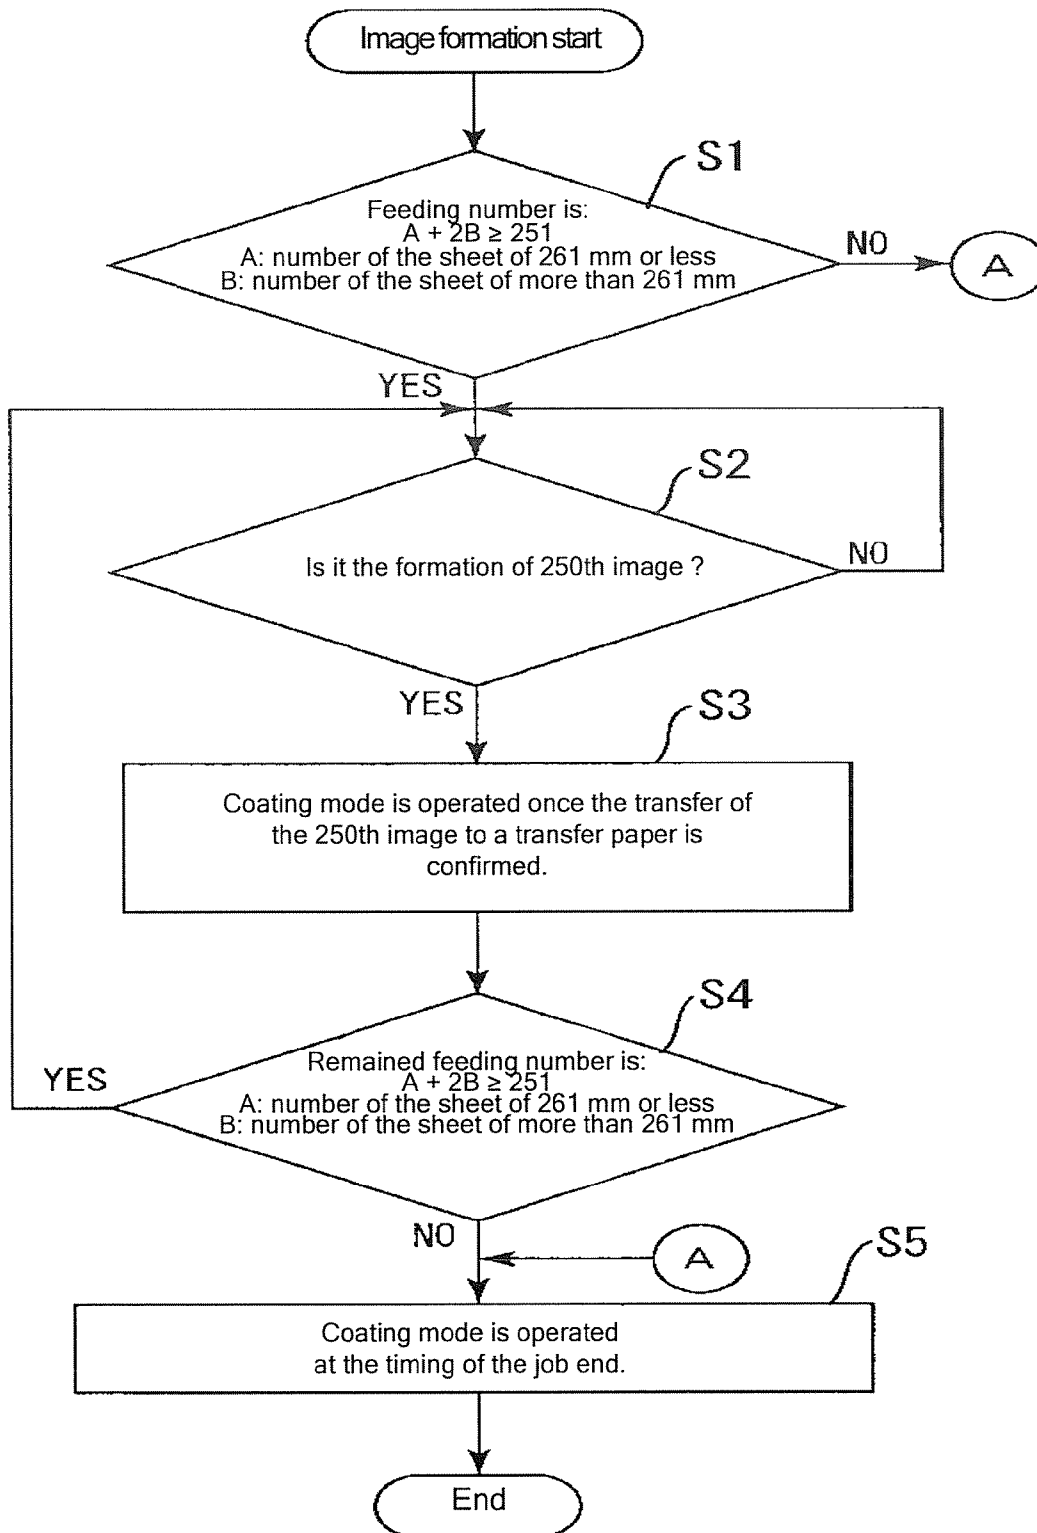 Image formation start
S1
Feeding number is:
A + 2B ≥ 251
A: number of the sheet of 261 mm or less
B: number of the sheet of more than 261 mm
NO
A
YES
S2
Is it the formation of 250th image ?
NO
YES
S3
Coating mode is operated once the transfer of
the 250th image to a transfer paper is
confirmed.
S4
Remained feeding number is:
A + 2B ≥ 251
A: number of the sheet of 261 mm or less
B: number of the sheet of more than 261 mm
YES
NO
A
S5
Coating mode is operated
at the timing of the job end.
End